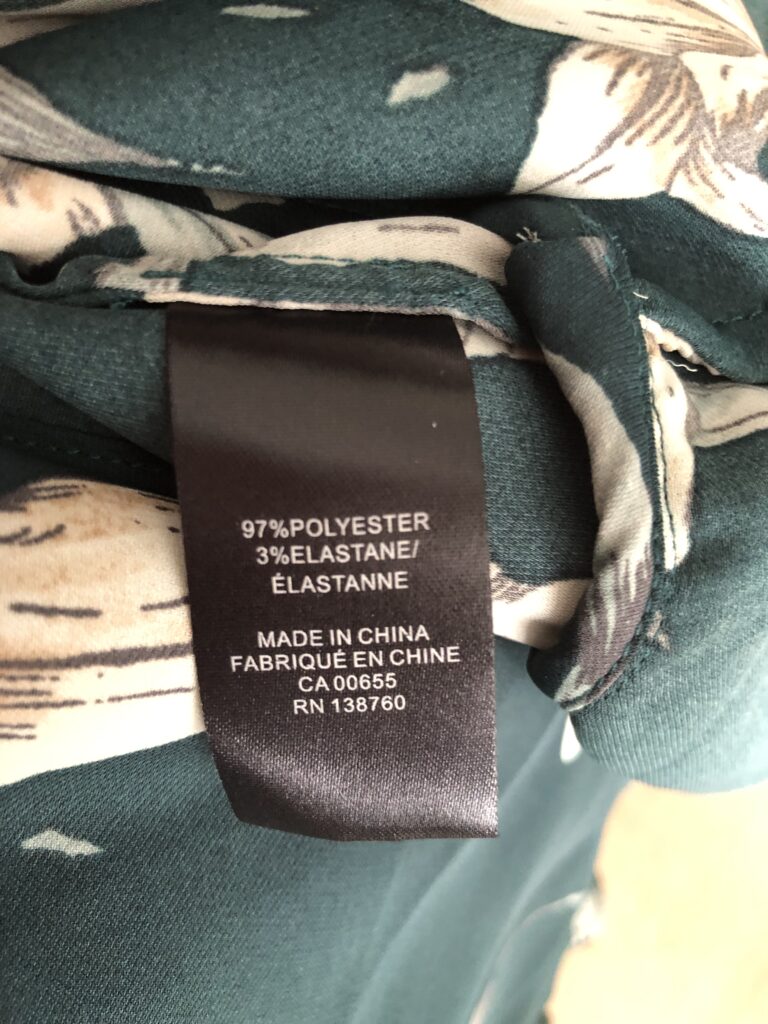 97%POLYESTER
3%ELASTANE/
ÉLASTANNE
MADE IN CHINA
FABRIQUÉ EN CHINE
CA 00655
RN 138760